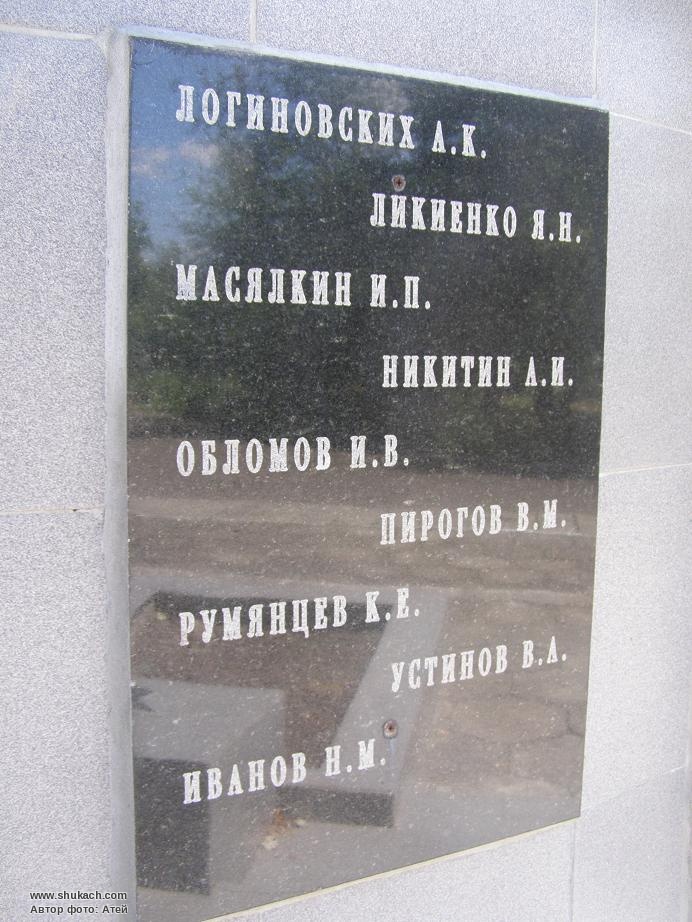 ЛОГИНОВСКИХ А.К.
ЛИКИЕНКО Я.Н.
МАСЯЛКИН И.П.
НИКИТИН А.И.
ОБЛОМОВ И.В.
ПИРОГОВ В.М.
РУМЯНЦЕВ К.Е.
УСТИНОВ В.А.
ИВАНОВ Н.М.
www.shukach.com
Автор фото: Атей